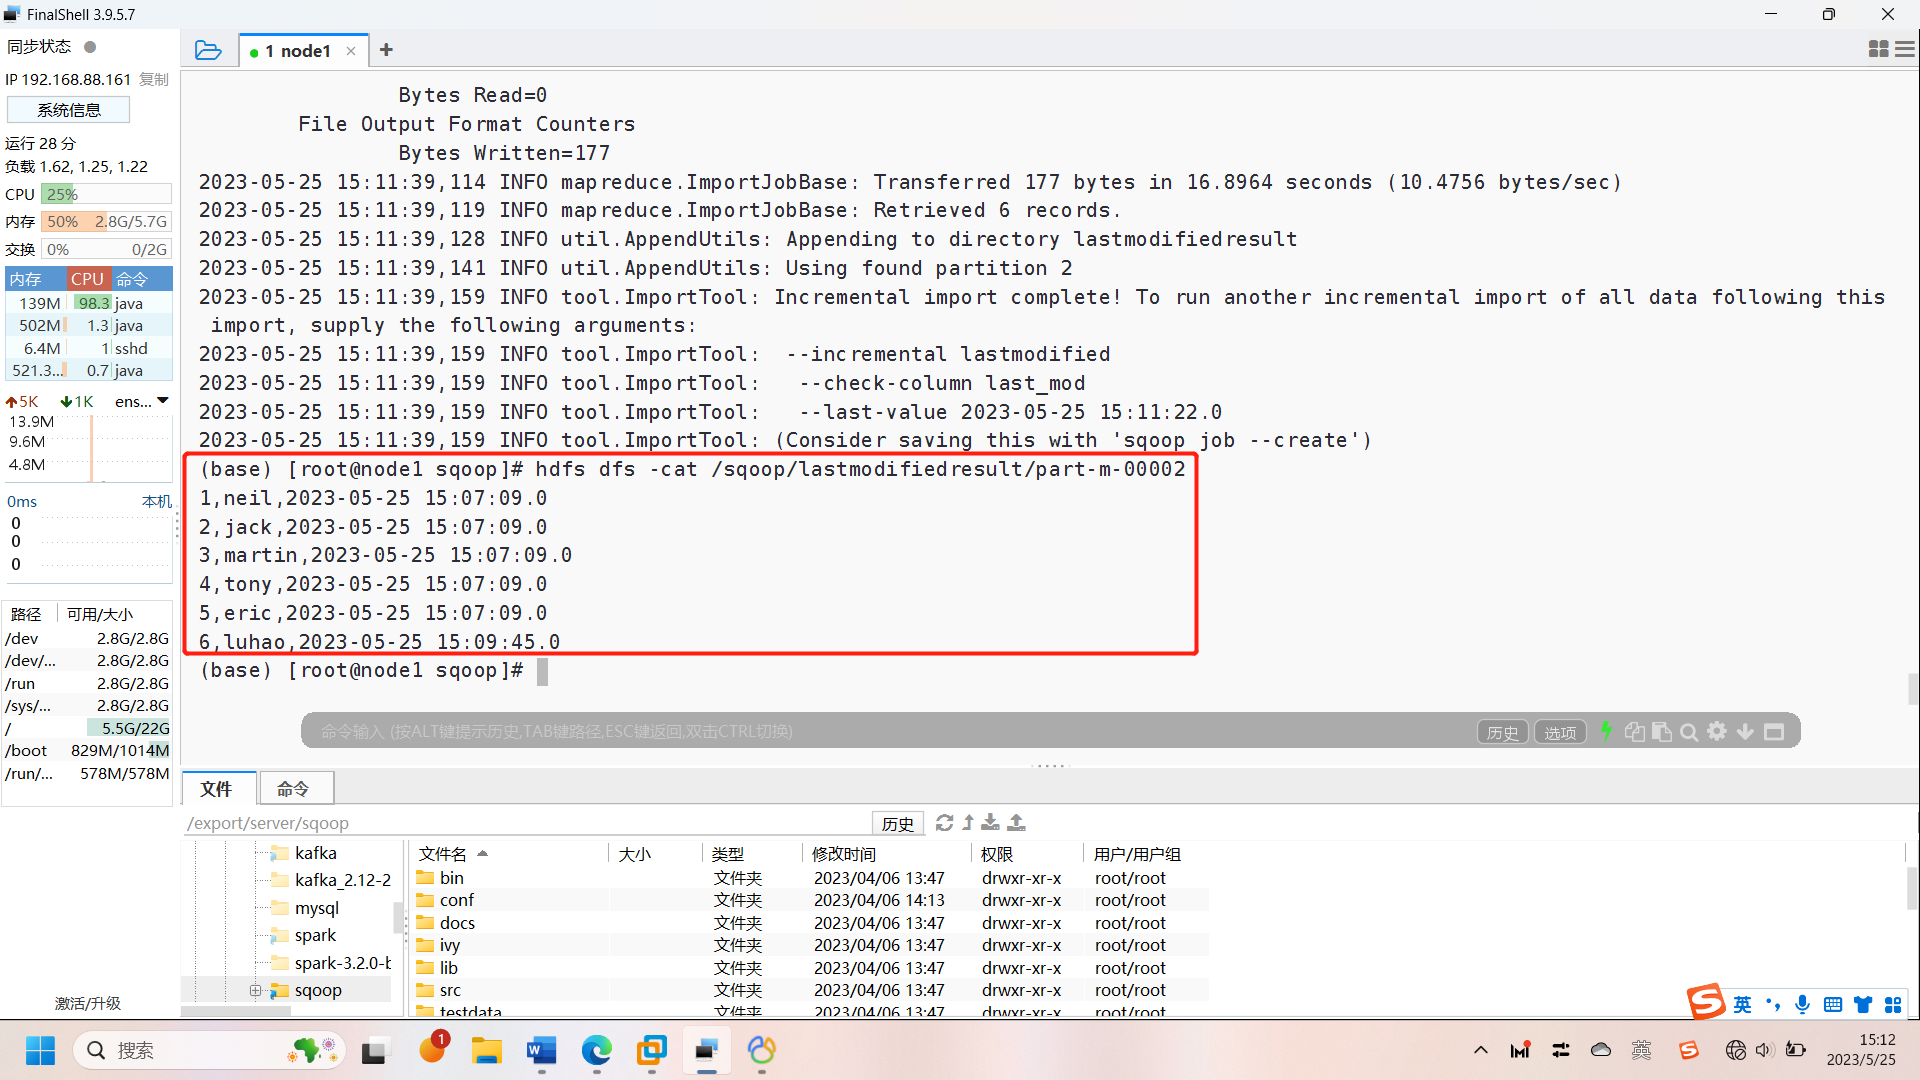 FinalShell 3.9.5.7
同步状态
IP 192.168.88.161 复制
系统信息
运行 28 分
负载 1.62, 1.25, 1.22
CPU 25%
内存 50% 2.8G/5.7G
交换 0% 0/2G
内存 CPU 命令
139M 98.3 java
502M 1.3 java
6.4M 1 sshd
521.3... 0.7 java
5K 1K ens...
13.9M
9.6M
4.8M
0ms 本机
0
0
0
路径 可用/大小
/dev 2.8G/2.8G
/dev/... 2.8G/2.8G
/run 2.8G/2.8G
/sys/... 2.8G/2.8G
/ 5.5G/22G
/boot 829M/1014M
/run/... 578M/578M
激活/升级
1 node1
Bytes Read=0
File Output Format Counters
Bytes Written=177
2023-05-25 15:11:39,114 INFO mapreduce.ImportJobBase: Transferred 177 bytes in 16.8964 seconds (10.4756 bytes/sec)
2023-05-25 15:11:39,119 INFO mapreduce.ImportJobBase: Retrieved 6 records.
2023-05-25 15:11:39,128 INFO util.AppendUtils: Appending to directory lastmodifiedresult
2023-05-25 15:11:39,141 INFO util.AppendUtils: Using found partition 2
2023-05-25 15:11:39,159 INFO tool.ImportTool: Incremental import complete! To run another incremental import of all data following this
import, supply the following arguments:
2023-05-25 15:11:39,159 INFO tool.ImportTool:  --incremental lastmodified
2023-05-25 15:11:39,159 INFO tool.ImportTool:   --check-column last_mod
2023-05-25 15:11:39,159 INFO tool.ImportTool:   --last-value 2023-05-25 15:11:22.0
2023-05-25 15:11:39,159 INFO tool.ImportTool: (Consider saving this with 'sqoop job --create')
(base) [root@node1 sqoop]# hdfs dfs -cat /sqoop/lastmodifiedresult/part-m-00002
1,neil,2023-05-25 15:07:09.0
2,jack,2023-05-25 15:07:09.0
3,martin,2023-05-25 15:07:09.0
4,tony,2023-05-25 15:07:09.0
5,eric,2023-05-25 15:07:09.0
6,luhao,2023-05-25 15:09:45.0
(base) [root@node1 sqoop]#
命令输入 (按ALT键提示历史,TAB键路径,ESC键返回,双击CTRL切换)
历史 选项
文件 命令
/export/server/sqoop 历史
kafka
kafka_2.12-2
mysql
spark
spark-3.2.0-b
sqoop
文件名 大小 类型 修改时间 权限 用户/用户组
bin 文件夹 2023/04/06 13:47 drwxr-xr-x root/root
conf 文件夹 2023/04/06 14:13 drwxr-xr-x root/root
docs 文件夹 2023/04/06 13:47 drwxr-xr-x root/root
ivy 文件夹 2023/04/06 13:47 drwxr-xr-x root/root
lib 文件夹 2023/04/06 13:47 drwxr-xr-x root/root
src 文件夹 2023/04/06 13:47 drwxr-xr-x root/root
testdata 文件夹 2023/04/06 13:47 drwxr-xr-x root/root
英
搜索
1
英
15:12
2023/5/25